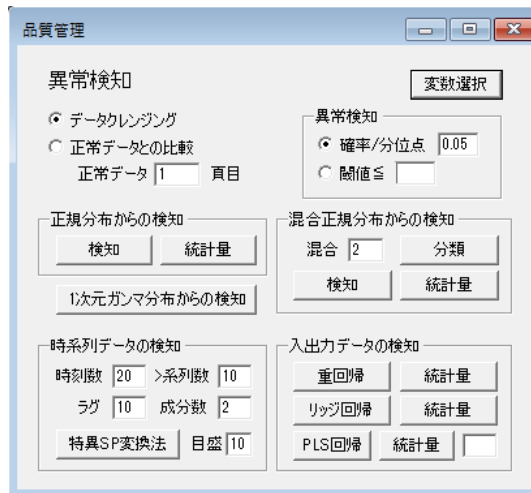 品質管理
異常検知
変数選択
データクレンジング
正常データとの比較
正常データ 1 頁目
異常検知
確率/分位点 0.05
閾値≦
正規分布からの検知
検知 統計量
1次元ガンマ分布からの検知
混合正規分布からの検知
混合 2 分類
検知 統計量
時系列データの検知
時刻数 20 >系列数 10
ラグ 10 成分数 2
特異SP変換法 目盛 10
入出力データの検知
重回帰 統計量
リッジ回帰 統計量
PLS回帰 統計量